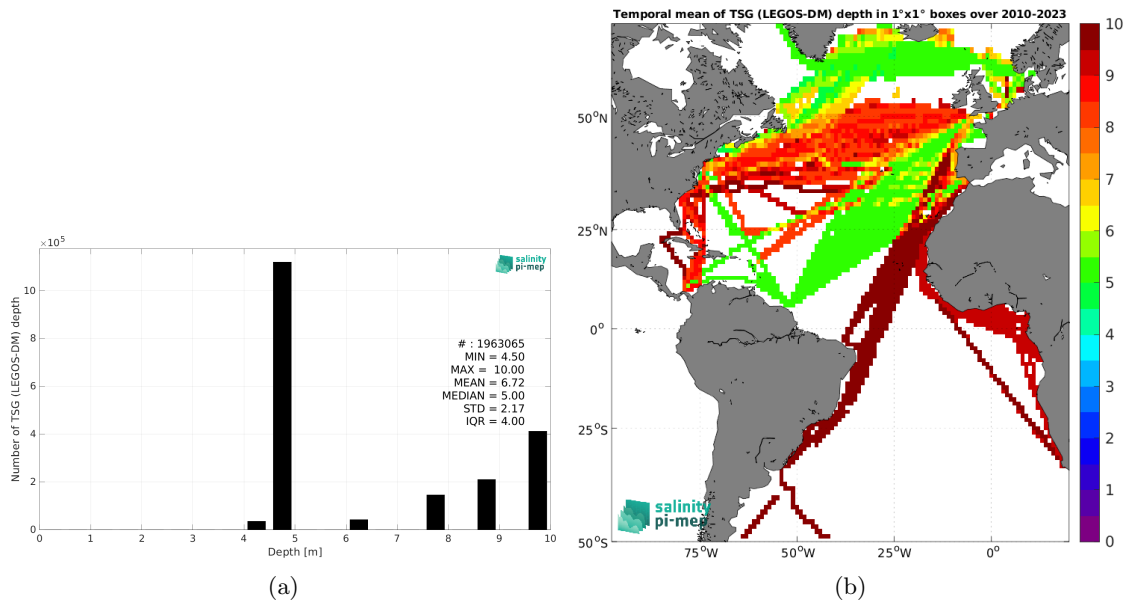 ×10⁵
10
8
6
4
2
0
Number of TSG (LEGOS-DM) depth
salinity
pi-mep
# : 1963065
MIN = 4.50
MAX = 10.00
MEAN = 6.72
MEDIAN = 5.00
STD = 2.17
IQR = 4.00
0 1 2 3 4 5 6 7 8 9 10
Depth [m]
(a)
Temporal mean of TSG (LEGOS-DM) depth in 1°x1° boxes over 2010-2023
50°N
25°N
0°
25°S
50°S
75°W 50°W 25°W 0°
salinity
pi-mep
10
9
8
7
6
5
4
3
2
1
0
(b)